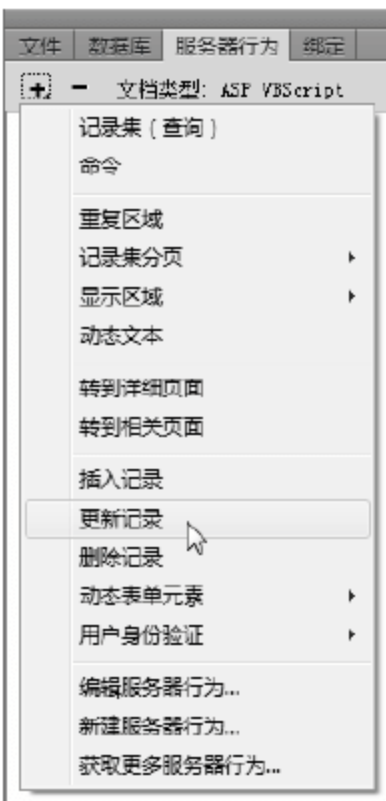 文件 数据库 服务器行为 绑定
文档类型: ASP VBScript
记录集（查询）
命令
重复区域
记录集分页
显示区域
动态文本
转到详细页面
转到相关页面
插入记录
更新记录
删除记录
动态表单元素
用户身份验证
编辑服务器行为...
新建服务器行为...
获取更多服务器行为...